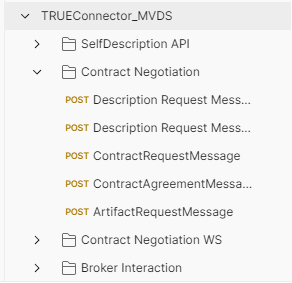 TRUEConnector_MVDS
SelfDescription API
Contract Negotiation
POST Description Request Mess...
POST Description Request Mess...
POST ContractRequestMessage
POST ContractAgreementMessa...
POST ArtifactRequestMessage
Contract Negotiation WS
Broker Interaction